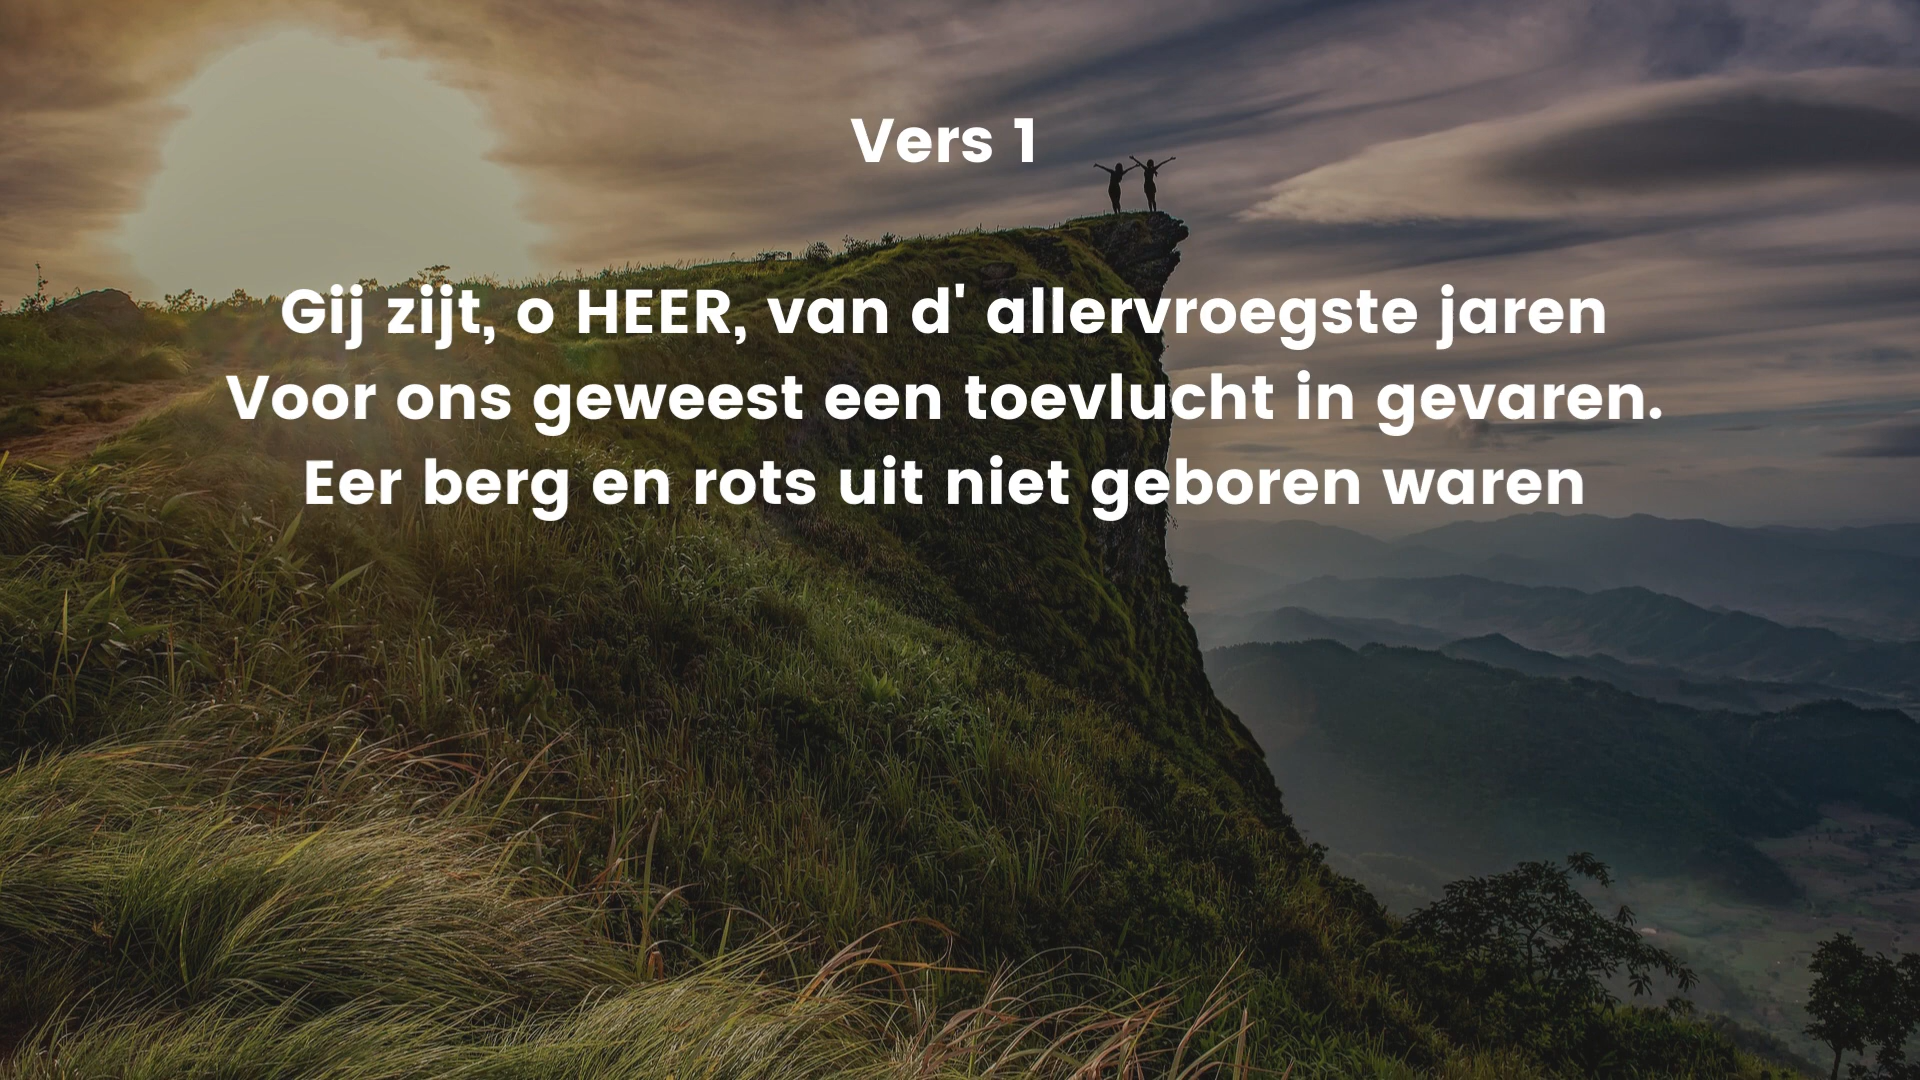 Vers 1
Gij zijt, o HEER, van d' allervroegste jaren
Voor ons geweest een toevlucht in gevaren.
Eer berg en rots uit niet geboren waren